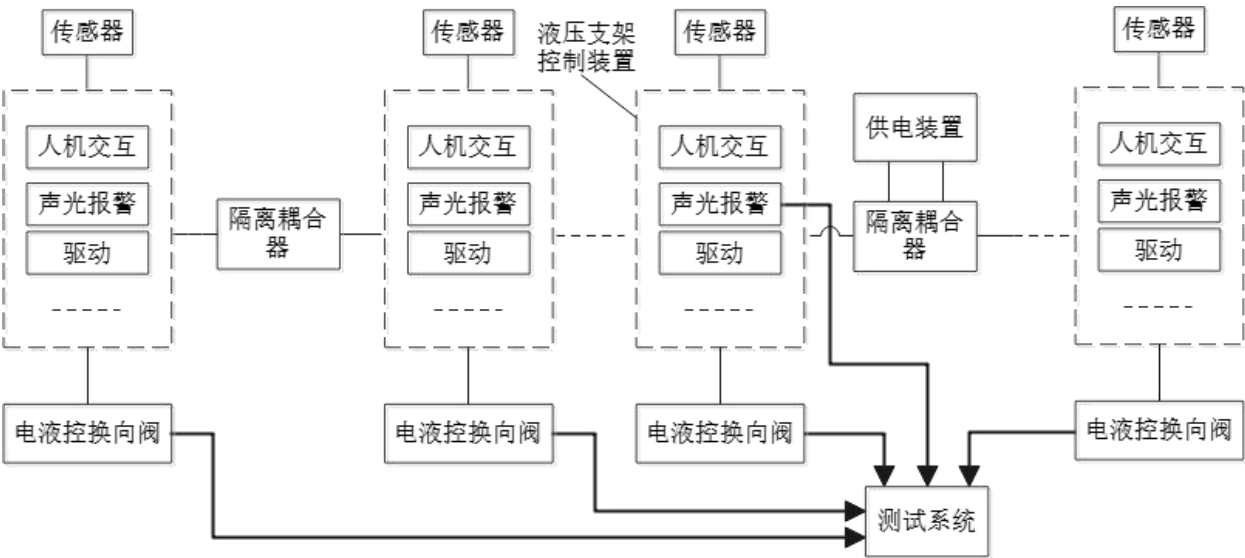 传感器
传感器
液压支架
控制装置
传感器
传感器
人机交互
声光报警
驱动
隔离耦合
器
人机交互
声光报警
驱动
人机交互
声光报警
驱动
供电装置
隔离耦合
器
人机交互
声光报警
驱动
电液控换向阀
电液控换向阀
电液控换向阀
电液控换向阀
测试系统